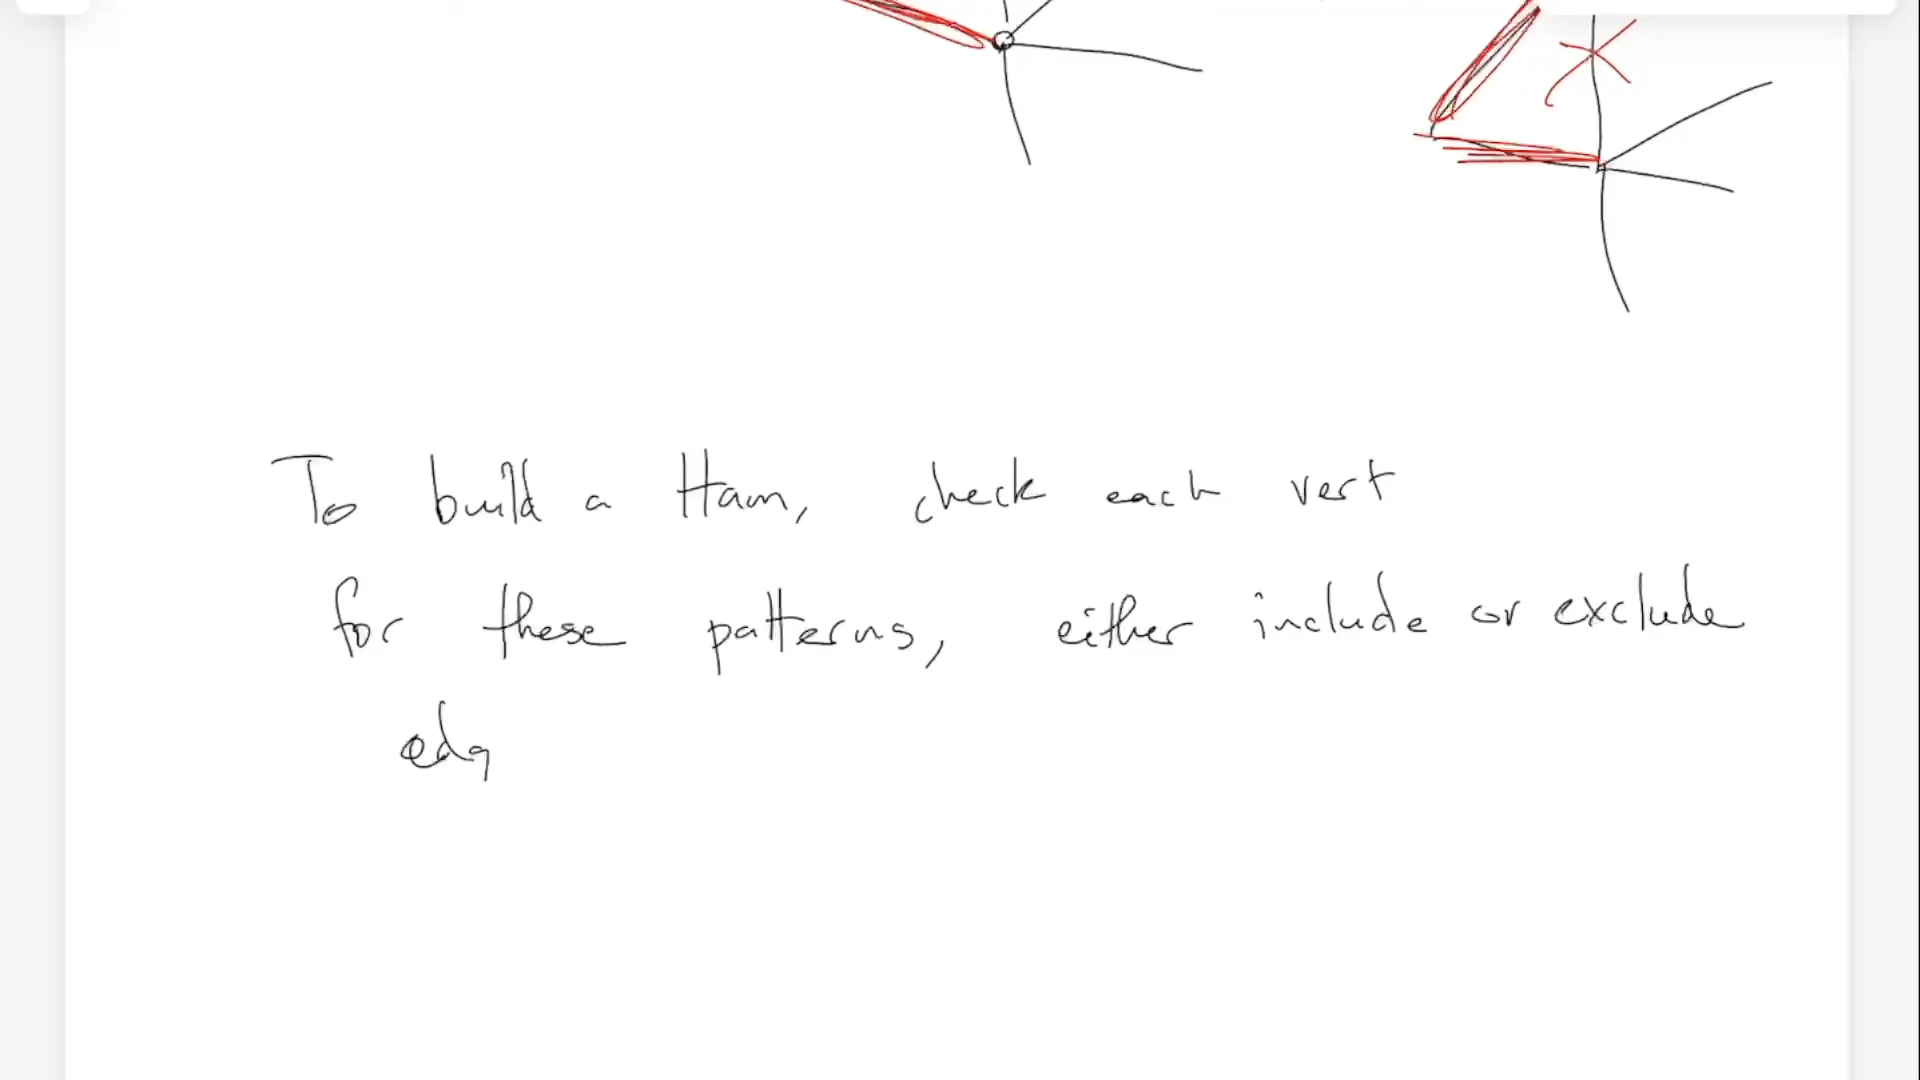 To build a Ham, check each vert
for these patterns, either include or exclude
edg